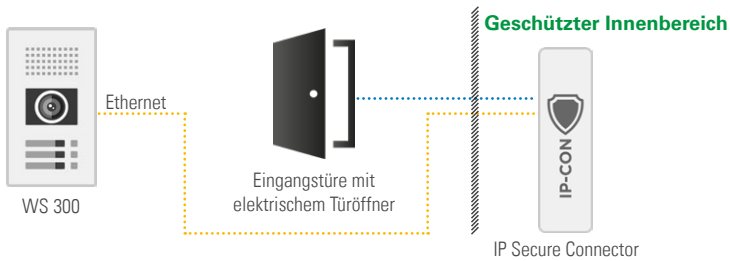 Geschützter Innenbereich
Ethernet
IP-CON
Eingangstüre mit
elektrischem Türöffner
WS 300
IP Secure Connector